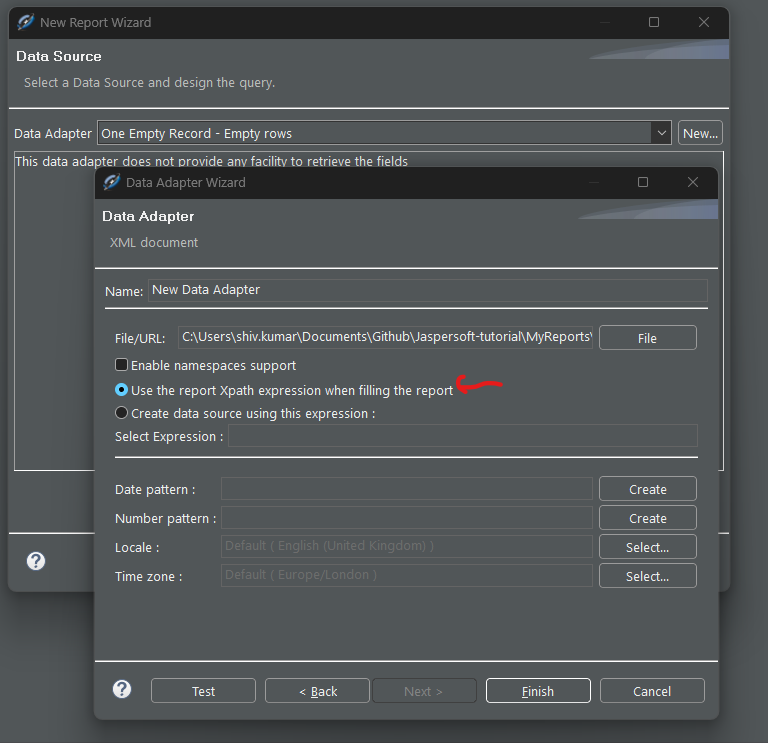 New Report Wizard
Data Source
Select a Data Source and design the query.
Data Adapter One Empty Record - Empty rows New...
This data adapter does not provide any facility to retrieve the fields
Data Adapter Wizard
Data Adapter
XML document
Name: New Data Adapter
File/URL: C:\Users\shiv.kumar\Documents\Github\Jaspersoft-tutorial\MyReports\ File
Enable namespaces support
Use the report Xpath expression when filling the report
Create data source using this expression :
Select Expression :
Date pattern : Create
Number pattern : Create
Locale : Default ( English (United Kingdom) ) Select...
Time zone : Default ( Europe/London ) Select...
? ? Test < Back Next > Finish Cancel